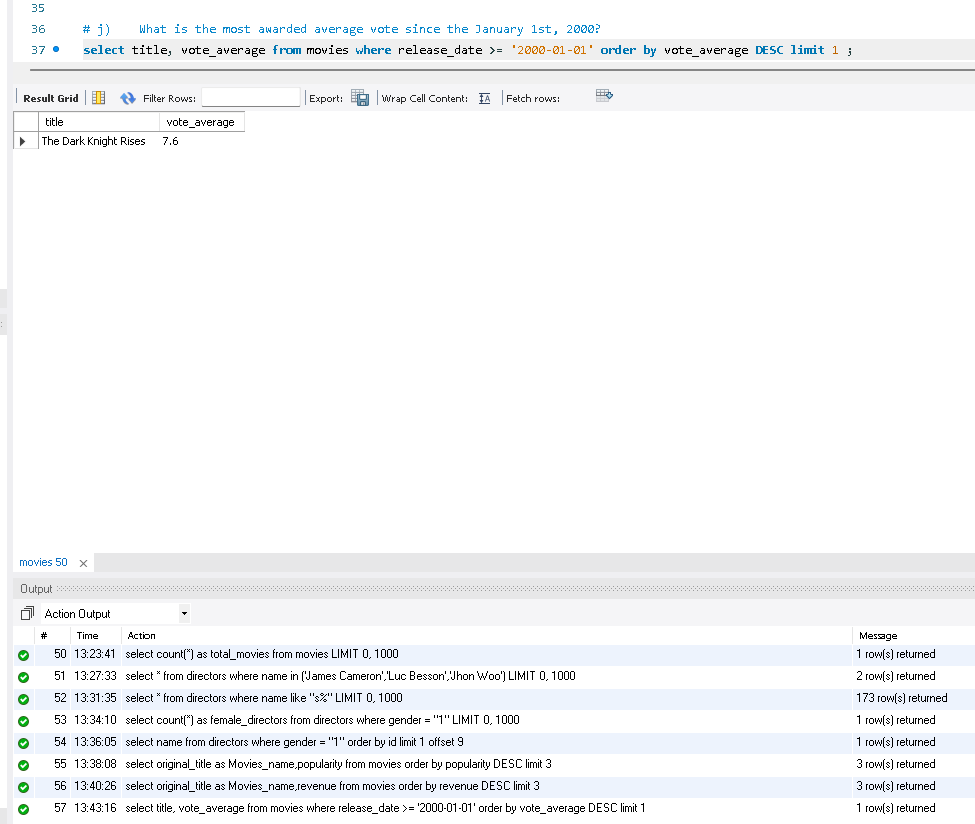 35
36 # j) What is the most awarded average vote since the January 1st, 2000?
37 select title, vote_average from movies where release_date >= '2000-01-01' order by vote_average DESC limit 1 ;
Result Grid Filter Rows: Export: Wrap Cell Content: Fetch rows:
title vote_average
The Dark Knight Rises 7.6
movies 50
Output
Action Output
# Time Action Message
50 13:23:41 select count(*) as total_movies from movies LIMIT 0, 1000 1 row(s) returned
51 13:27:33 select * from directors where name in ('James Cameron','Luc Besson','Jhon Woo') LIMIT 0, 1000 2 row(s) returned
52 13:31:35 select * from directors where name like "s%" LIMIT 0, 1000 173 row(s) returned
53 13:34:10 select count(*) as female_directors from directors where gender = "1" LIMIT 0, 1000 1 row(s) returned
54 13:36:05 select name from directors where gender = "1" order by id limit 1 offset 9 1 row(s) returned
55 13:38:08 select original_title as Movies_name,popularity from movies order by popularity DESC limit 3 3 row(s) returned
56 13:40:26 select original_title as Movies_name,revenue from movies order by revenue DESC limit 3 3 row(s) returned
57 13:43:16 select title, vote_average from movies where release_date >= '2000-01-01' order by vote_average DESC limit 1 1 row(s) returned